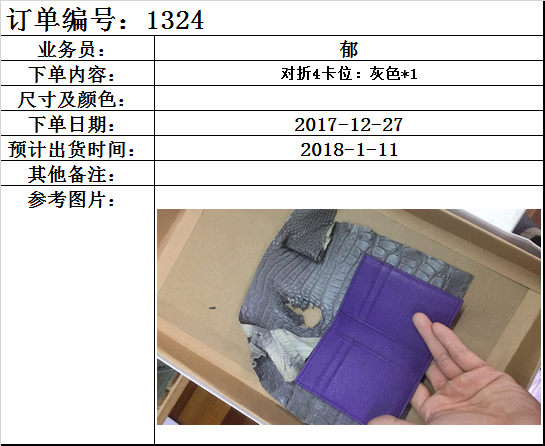 订单编号：1324
业务员： 郁
下单内容： 对折4卡位：灰色*1
尺寸及颜色：
下单日期： 2017-12-27
预计出货时间： 2018-1-11
其他备注：
参考图片：